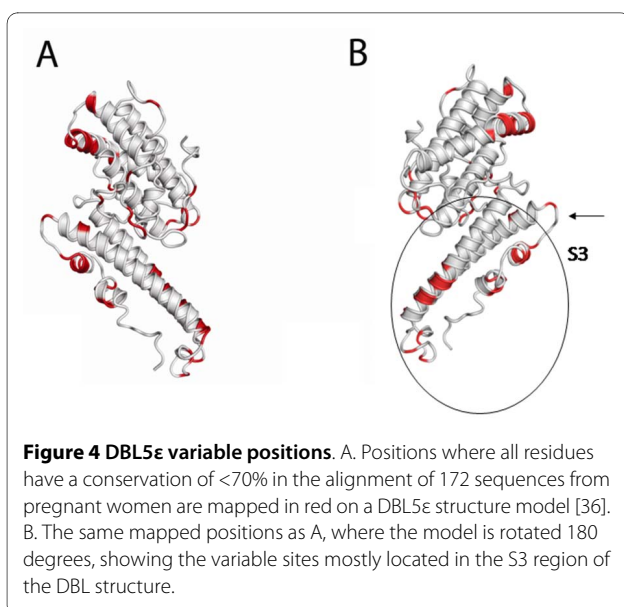 A
B
S3
Figure 4 DBL5ε variable positions. A. Positions where all residues
have a conservation of <70% in the alignment of 172 sequences from
pregnant women are mapped in red on a DBL5ε structure model [36].
B. The same mapped positions as A, where the model is rotated 180
degrees, showing the variable sites mostly located in the S3 region of
the DBL structure.